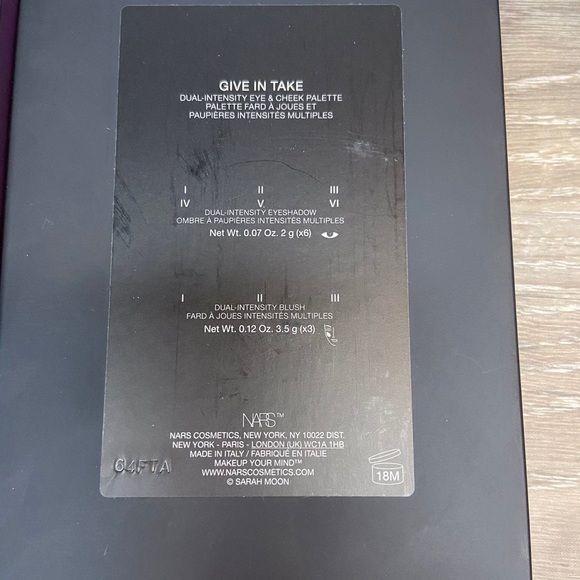 GIVE IN TAKE
DUAL-INTENSITY EYE & CHEEK PALETTE
PALETTE FARD À JOUES ET
PAUPIÈRES INTENSITÉS MULTIPLES
I II III
IV V VI
DUAL-INTENSITY EYESHADOW
OMBRE À PAUPIÈRES INTENSITÉS MULTIPLES
Net Wt. 0.07 Oz. 2 g (x6)
I II III
DUAL-INTENSITY BLUSH
FARD À JOUES INTENSITÉS MULTIPLES
Net Wt. 0.12 Oz. 3.5 g (x3)
NARS™
NARS COSMETICS, NEW YORK, NY 10022 DIST.
NEW YORK - PARIS - LONDON (UK) WC1A 1HB
MADE IN ITALY / FABRIQUÉ EN ITALIE
MAKEUP YOUR MIND™
WWW.NARSCOSMETICS.COM
© SARAH MOON
64FTA
18M